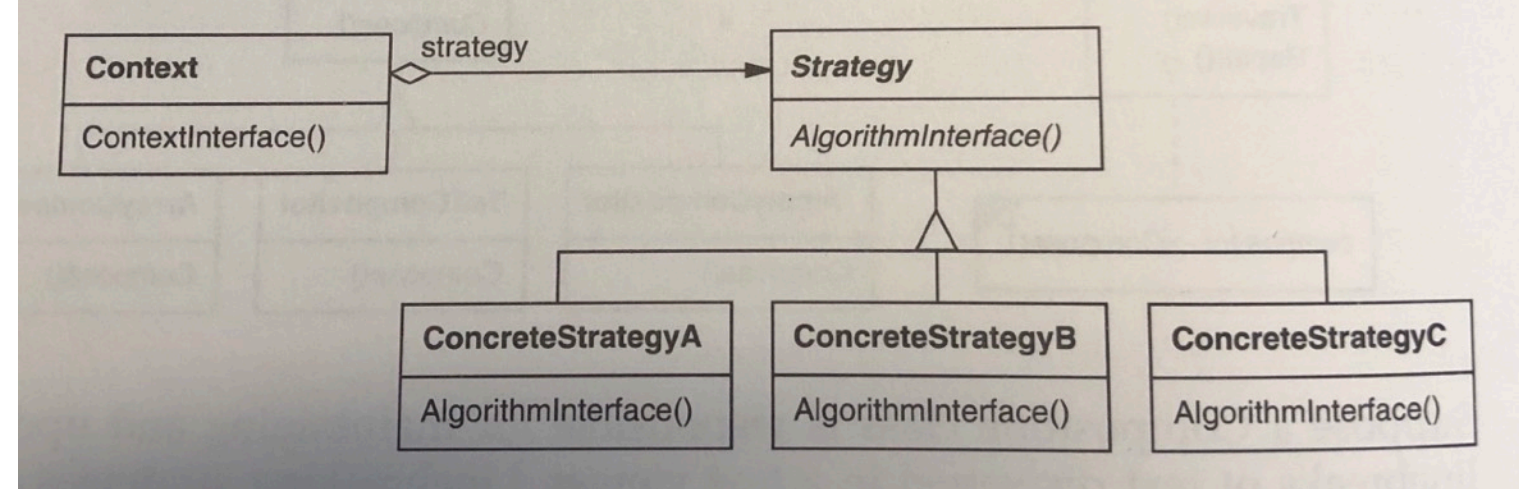 strategy
Context
Strategy
ContextInterface()
AlgorithmInterface()
ConcreteStrategyA
ConcreteStrategyB
ConcreteStrategyC
AlgorithmInterface()
AlgorithmInterface()
AlgorithmInterface()